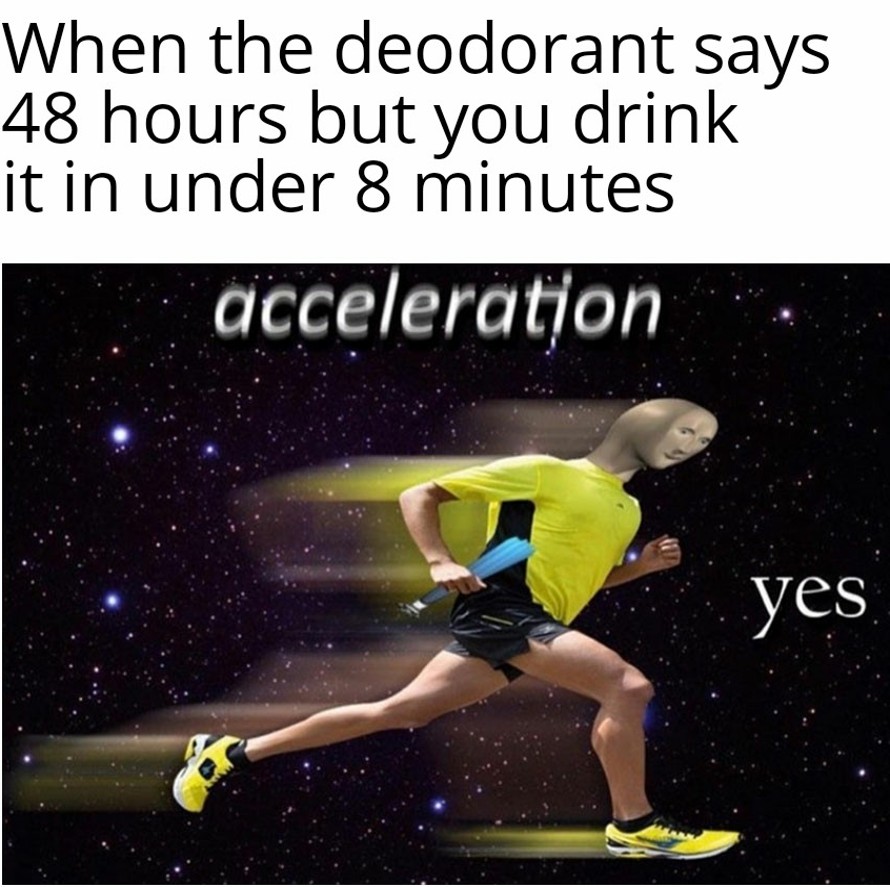 When the deodorant says
48 hours but you drink
it in under 8 minutes
acceleration
yes